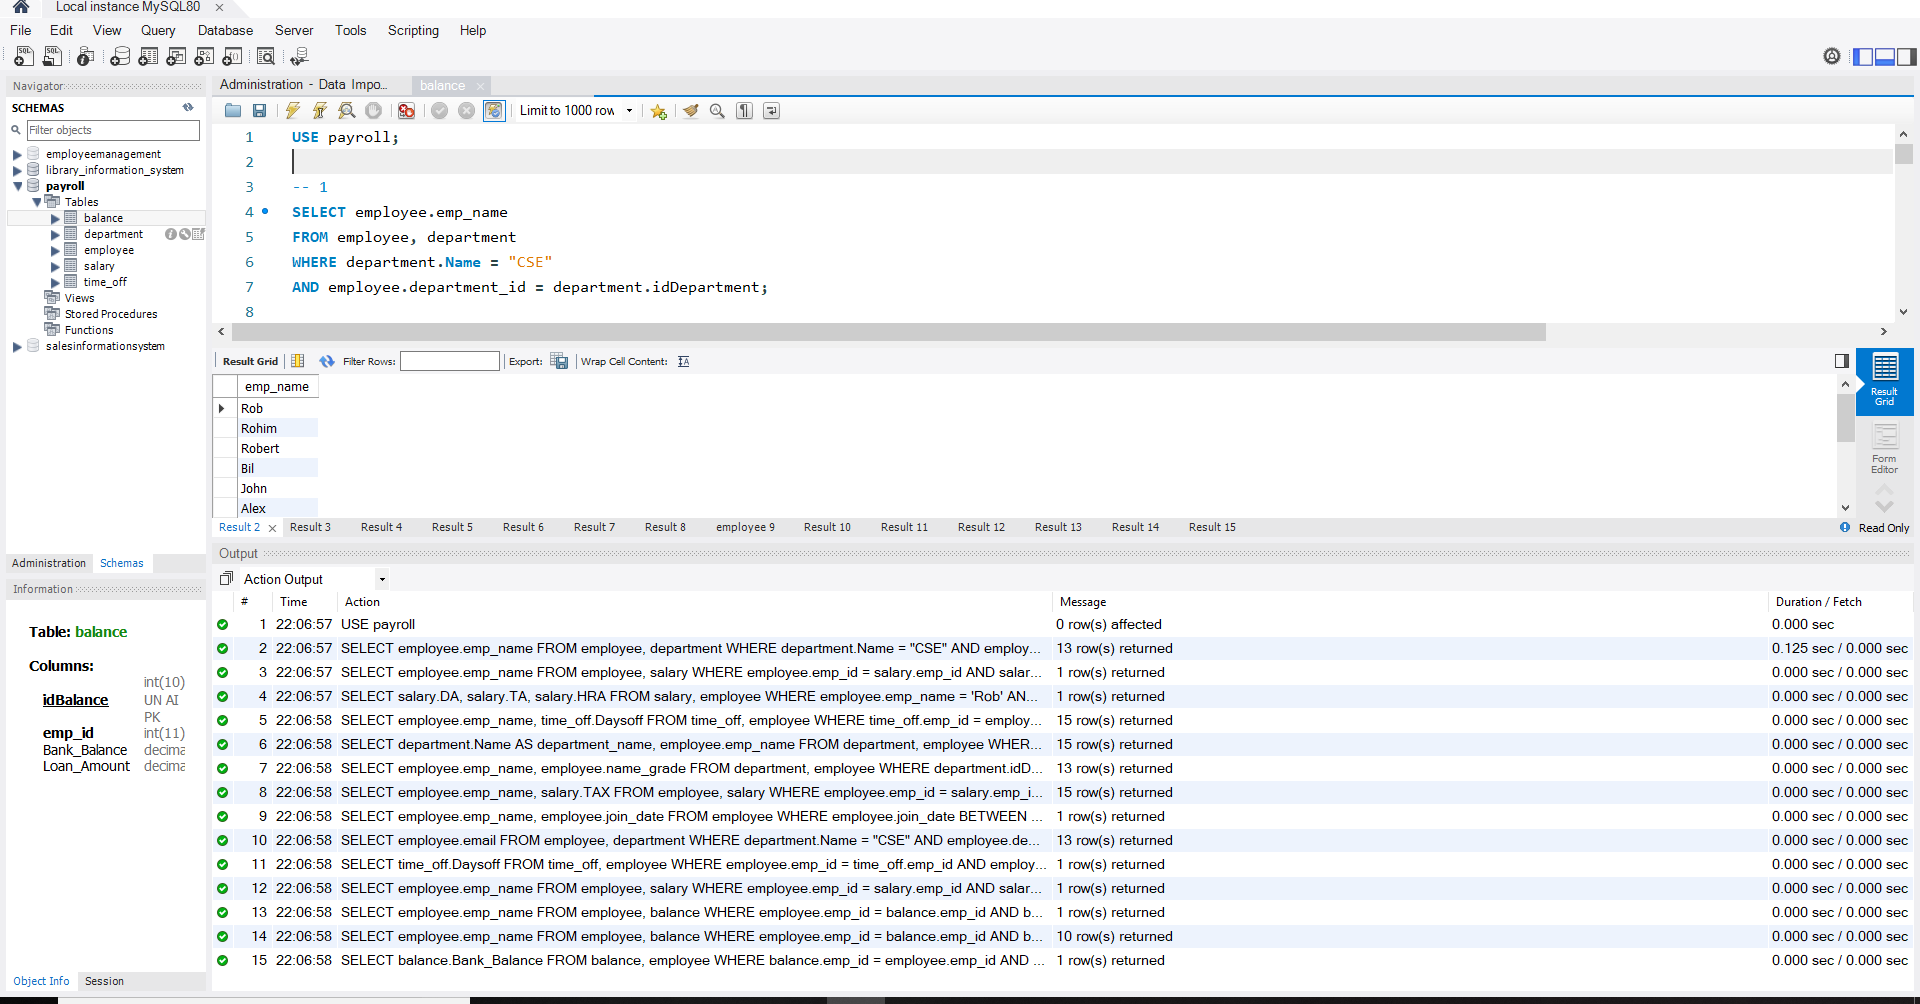 Local instance MySQL80 ×
File Edit View Query Database Server Tools Scripting Help
Navigator
SCHEMAS
Filter objects
employeemanagement
library_information_system
payroll
Tables
balance
department
employee
salary
time_off
Views
Stored Procedures
Functions
salesinformationsystem
Administration Schemas
Information
Table: balance
Columns:
idBalance int(10) UN AI PK
emp_id int(11)
Bank_Balance decima
Loan_Amount decima
Object Info Session
Administration - Data Impo... balance ×
Limit to 1000 row
1 USE payroll;
2
3 -- 1
4 SELECT employee.emp_name
5 FROM employee, department
6 WHERE department.Name = "CSE"
7 AND employee.department_id = department.idDepartment;
8
Result Grid Filter Rows: Export: Wrap Cell Content:
emp_name
Rob
Rohim
Robert
Bil
John
Alex
Result Grid
Form Editor
Result 2 × Result 3 Result 4 Result 5 Result 6 Result 7 Result 8 employee 9 Result 10 Result 11 Result 12 Result 13 Result 14 Result 15 Read Only
Output
Action Output
# Time Action Message Duration / Fetch
1 22:06:57 USE payroll 0 row(s) affected 0.000 sec
2 22:06:57 SELECT employee.emp_name FROM employee, department WHERE department.Name = "CSE" AND employ... 13 row(s) returned 0.125 sec / 0.000 sec
3 22:06:57 SELECT employee.emp_name FROM employee, salary WHERE employee.emp_id = salary.emp_id AND salar... 1 row(s) returned 0.000 sec / 0.000 sec
4 22:06:57 SELECT salary.DA, salary.TA, salary.HRA FROM salary, employee WHERE employee.emp_name = 'Rob' AN... 1 row(s) returned 0.000 sec / 0.000 sec
5 22:06:58 SELECT employee.emp_name, time_off.Daysoff FROM time_off, employee WHERE time_off.emp_id = employ... 15 row(s) returned 0.000 sec / 0.000 sec
6 22:06:58 SELECT department.Name AS department_name, employee.emp_name FROM department, employee WHER... 15 row(s) returned 0.000 sec / 0.000 sec
7 22:06:58 SELECT employee.emp_name, employee.name_grade FROM department, employee WHERE department.idD... 13 row(s) returned 0.000 sec / 0.000 sec
8 22:06:58 SELECT employee.emp_name, salary.TAX FROM employee, salary WHERE employee.emp_id = salary.emp_i... 15 row(s) returned 0.000 sec / 0.000 sec
9 22:06:58 SELECT employee.emp_name, employee.join_date FROM employee WHERE employee.join_date BETWEEN ... 1 row(s) returned 0.000 sec / 0.000 sec
10 22:06:58 SELECT employee.email FROM employee, department WHERE department.Name = "CSE" AND employee.de... 13 row(s) returned 0.000 sec / 0.000 sec
11 22:06:58 SELECT time_off.Daysoff FROM time_off, employee WHERE employee.emp_id = time_off.emp_id AND employ... 1 row(s) returned 0.000 sec / 0.000 sec
12 22:06:58 SELECT employee.emp_name FROM employee, salary WHERE employee.emp_id = salary.emp_id AND salar... 1 row(s) returned 0.000 sec / 0.000 sec
13 22:06:58 SELECT employee.emp_name FROM employee, balance WHERE employee.emp_id = balance.emp_id AND b... 1 row(s) returned 0.000 sec / 0.000 sec
14 22:06:58 SELECT employee.emp_name FROM employee, balance WHERE employee.emp_id = balance.emp_id AND b... 10 row(s) returned 0.000 sec / 0.000 sec
15 22:06:58 SELECT balance.Bank_Balance FROM balance, employee WHERE balance.emp_id = employee.emp_id AND ... 1 row(s) returned 0.000 sec / 0.000 sec